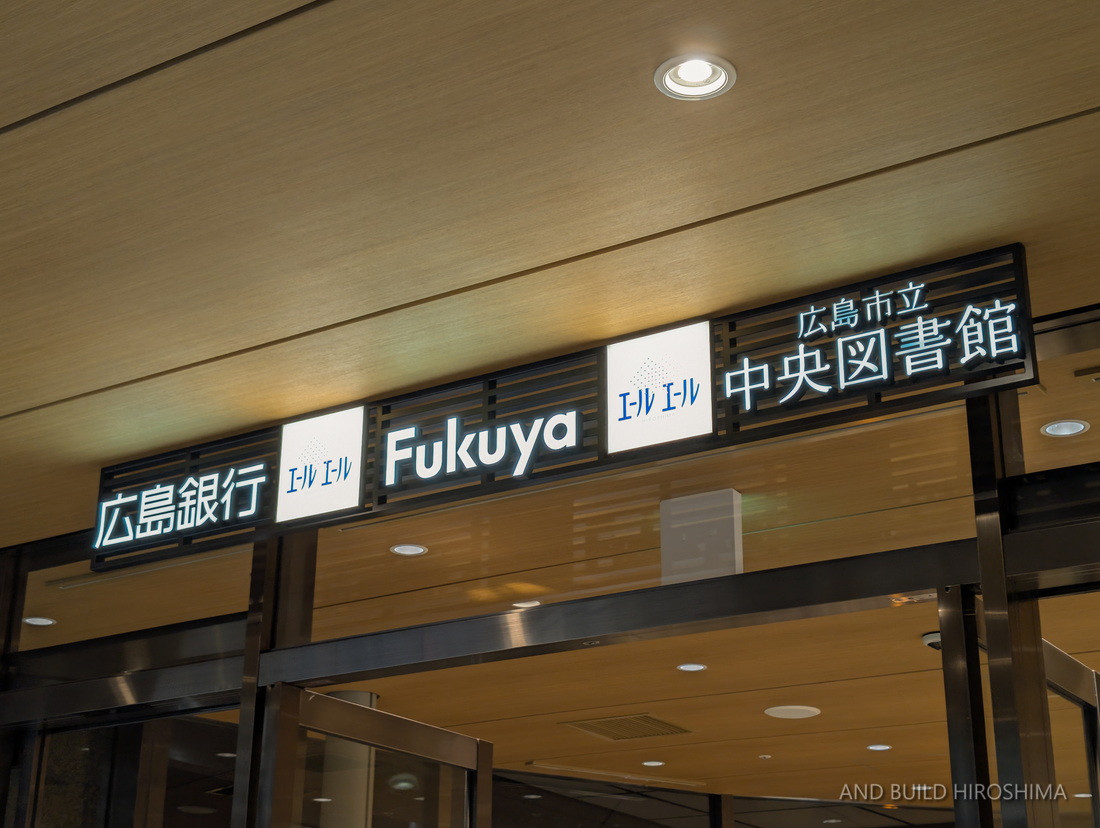 広島銀行
エールエール
Fukuya
エールエール
広島市立
中央図書館
AND BUILD HIROSHIMA